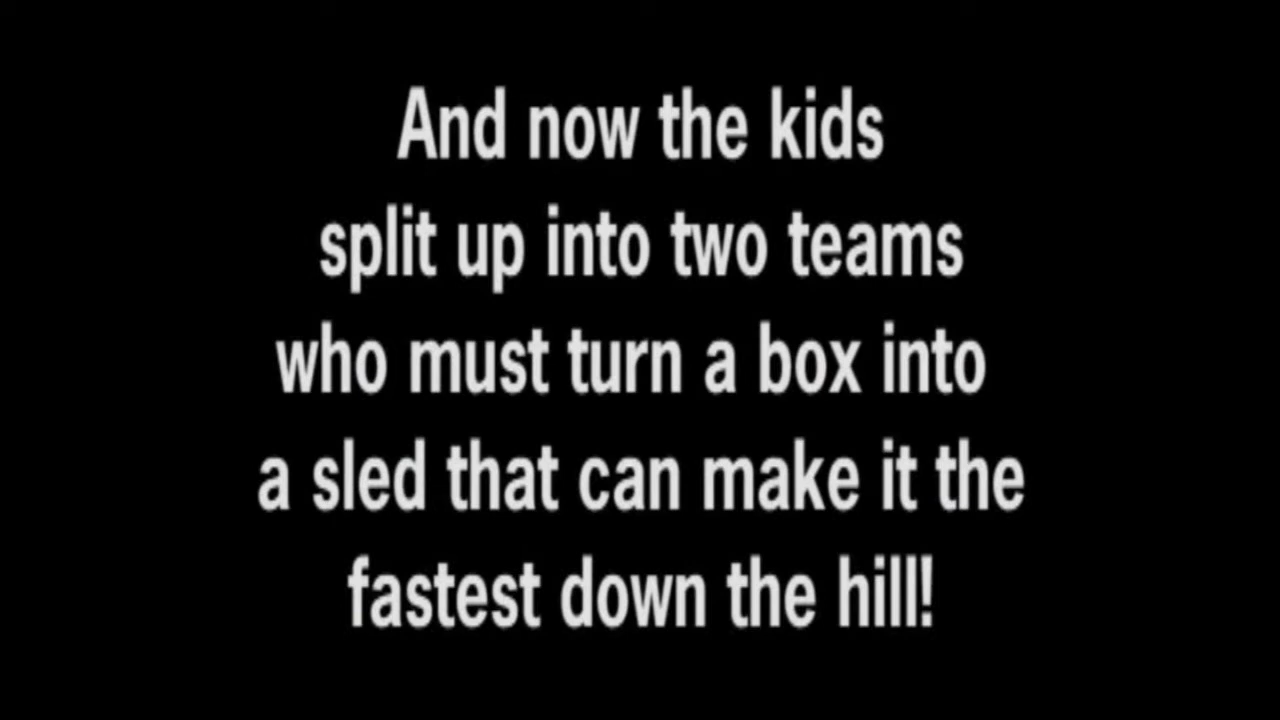 And now the kids
split up into two teams
who must turn a box into
a sled that can make it the
fastest down the hill!